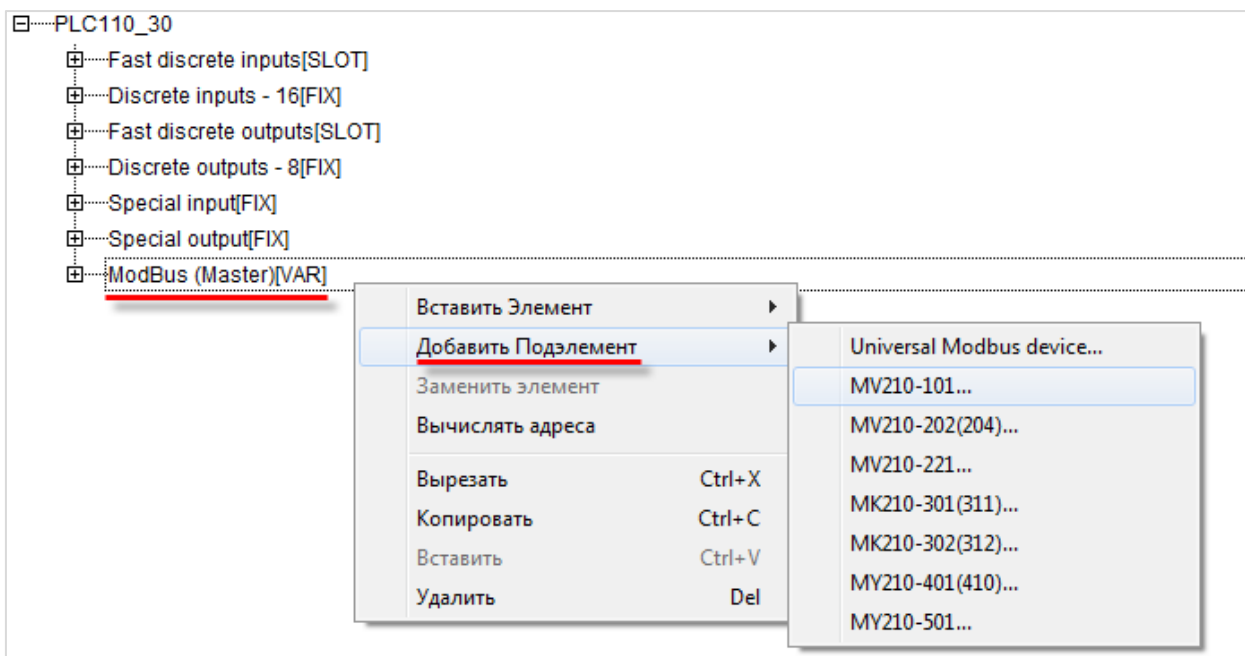 PLC110_30
Fast discrete inputs[SLOT]
Discrete inputs - 16[FIX]
Fast discrete outputs[SLOT]
Discrete outputs - 8[FIX]
Special input[FIX]
Special output[FIX]
ModBus (Master)[VAR]
Вставить Элемент
Добавить Подэлемент
Заменить элемент
Вычислять адреса
Вырезать Ctrl+X
Копировать Ctrl+C
Вставить Ctrl+V
Удалить Del
Universal Modbus device...
MV210-101...
MV210-202(204)...
MV210-221...
MK210-301(311)...
MK210-302(312)...
MY210-401(410)...
MY210-501...